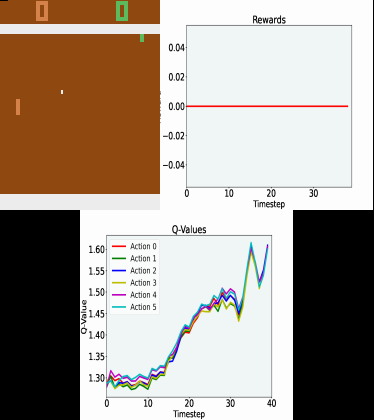 0 0
Rewards
0.04
0.02
0.00
−0.02
−0.04
0 10 20 30
Timestep
Q-Values
1.60
1.55
1.50
1.45
1.40
1.35
1.30
Q-Value
Action 0
Action 1
Action 2
Action 3
Action 4
Action 5
0 10 20 30 40
Timestep